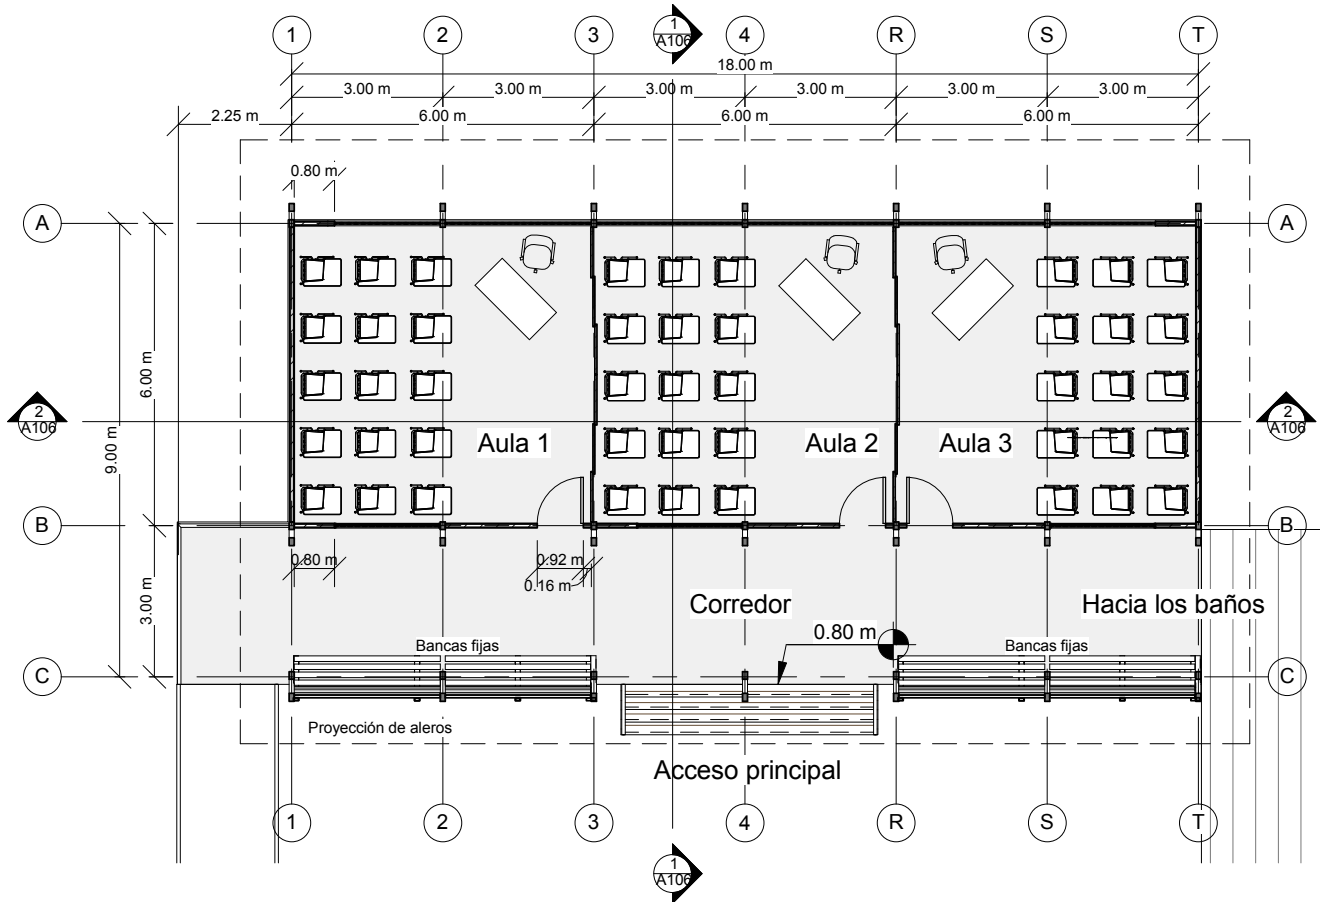 1 2 3 4 R S T
1
A106
18.00 m
3.00 m 3.00 m 3.00 m 3.00 m 3.00 m 3.00 m
2.25 m 6.00 m 6.00 m 6.00 m
0.80 m
A A
6.00 m
9.00 m
2
A106
2
A106
Aula 1 Aula 2 Aula 3
B B
0.80 m 0.92 m
0.16 m
3.00 m
Corredor Hacia los baños
0.80 m
Bancas fijas Bancas fijas
C C
Proyección de aleros
Acceso principal
1 2 3 4 R S T
1
A106